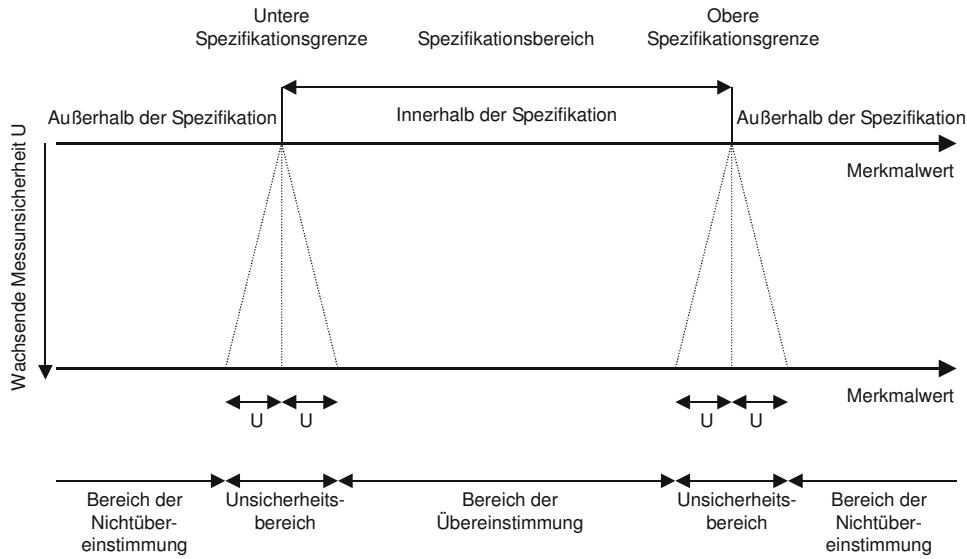 Untere
Spezifikationsgrenze
Spezifikationsbereich
Obere
Spezifikationsgrenze
Außerhalb der Spezifikation
Innerhalb der Spezifikation
Außerhalb der Spezifikation
Merkmalwert
Wachsende Messunsicherheit U
Merkmalwert
U
U
U
U
Bereich der
Nichtüber-
einstimmung
Unsicherheits-
bereich
Bereich der
Übereinstimmung
Unsicherheits-
bereich
Bereich der
Nichtüber-
einstimmung